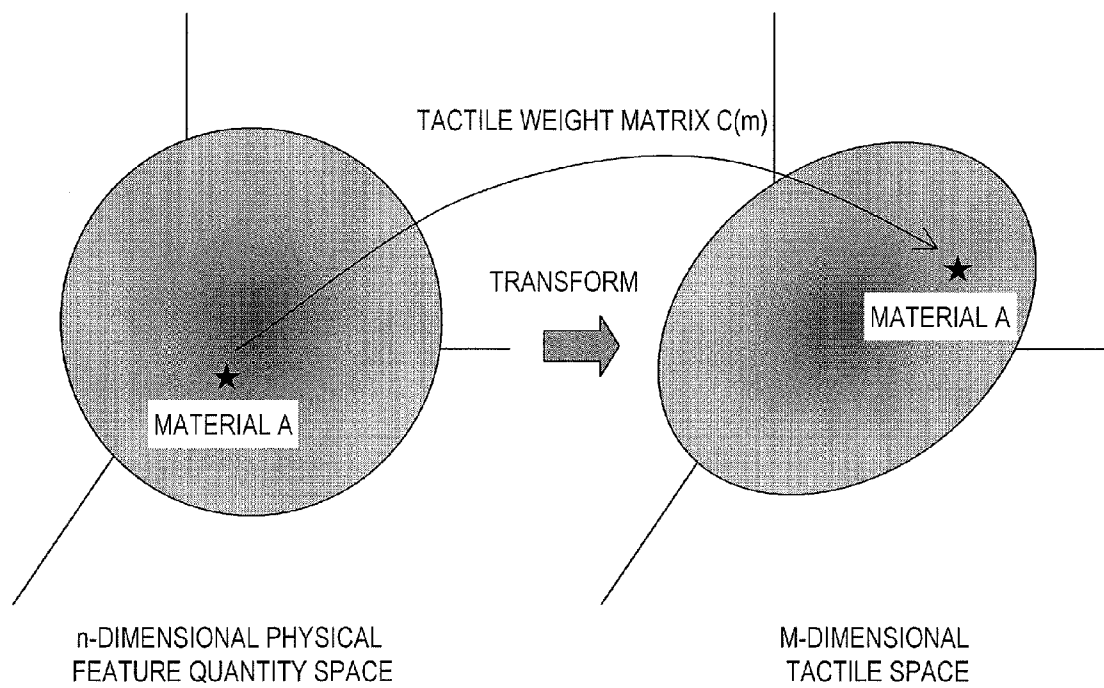 TACTILE WEIGHT MATRIX C(m)
TRANSFORM
MATERIAL A
MATERIAL A
n-DIMENSIONAL PHYSICAL
FEATURE QUANTITY SPACE
M-DIMENSIONAL
TACTILE SPACE